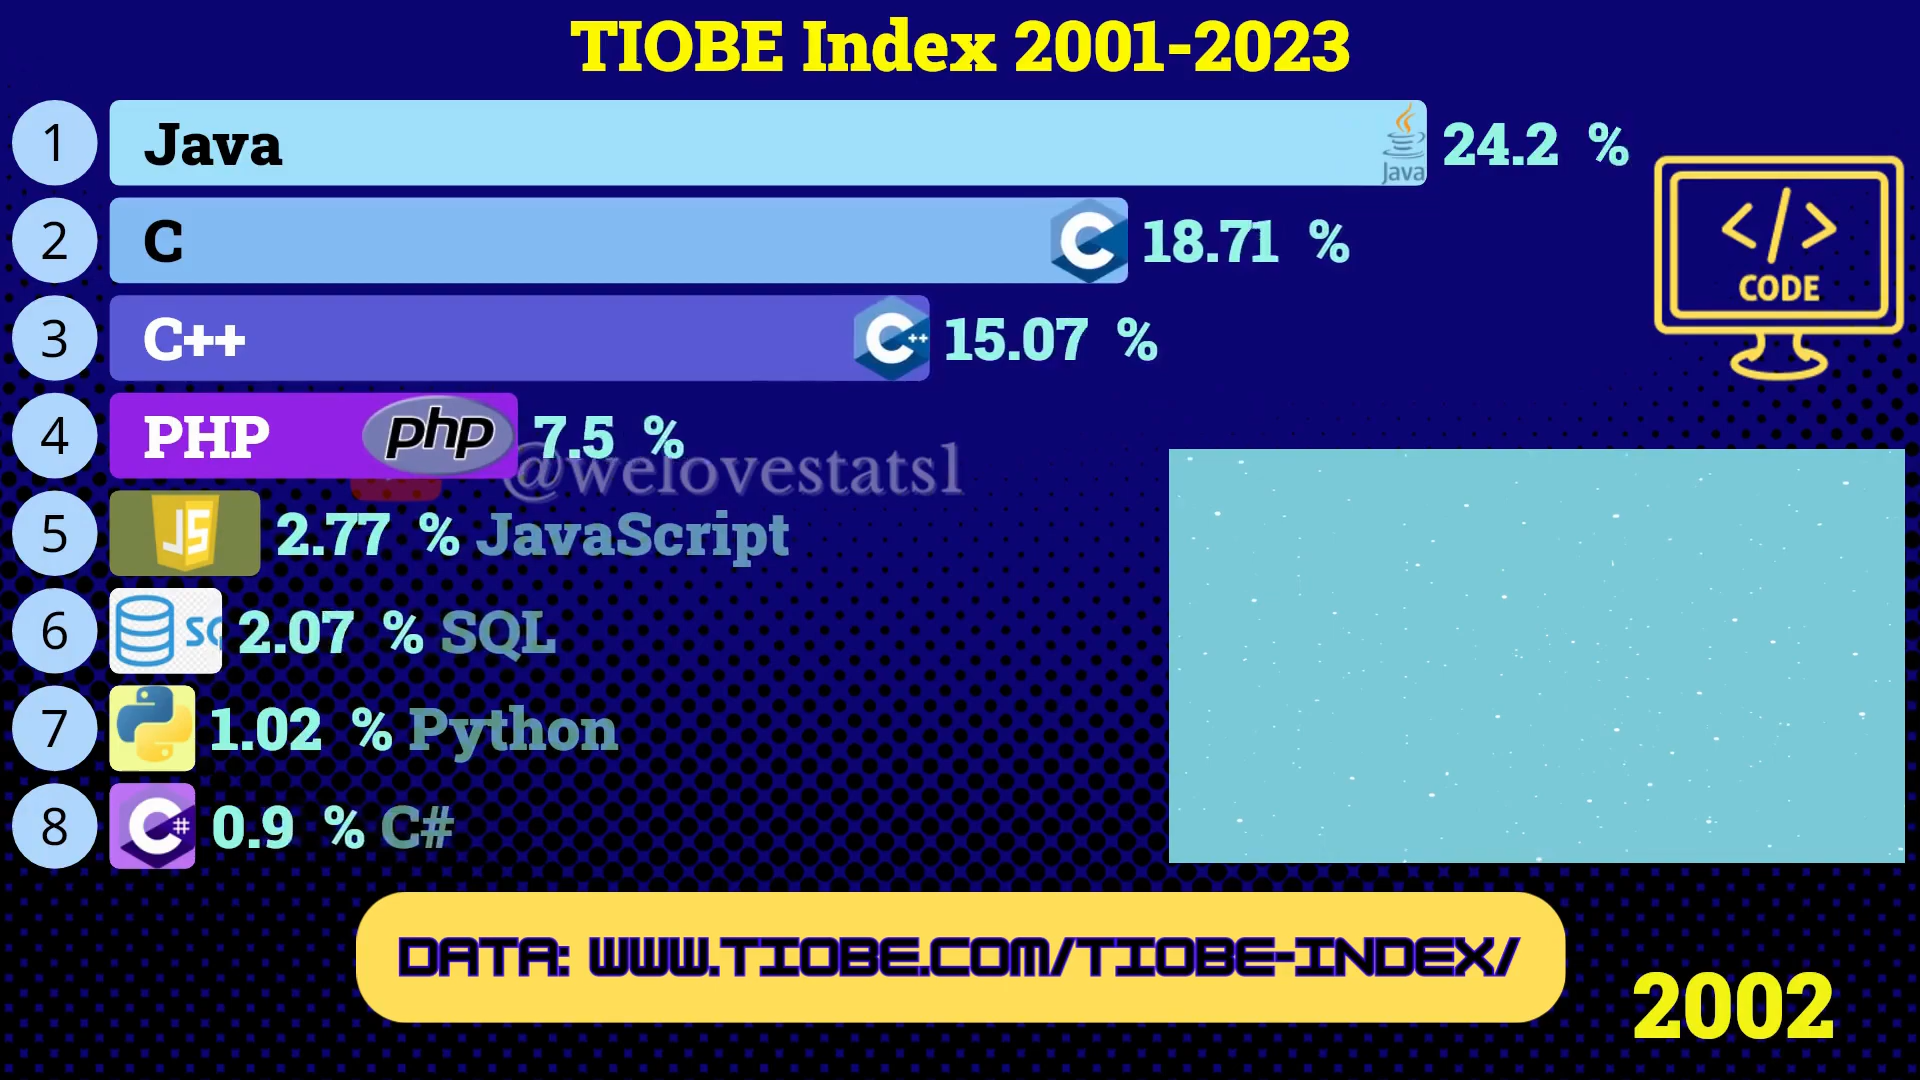 TIOBE Index 2001-2023
1 Java Java 24.2 %
2 C C 18.71 %
3 C++ C++ 15.07 %
4 PHP php 7.5 %
@welovestats1
5 JS 2.77 % JavaScript
6 SQ 2.07 % SQL
7 1.02 % Python
8 C# 0.9 % C#
</> CODE
DATA: WWW.TIOBE.COM/TIOBE-INDEX/
2002